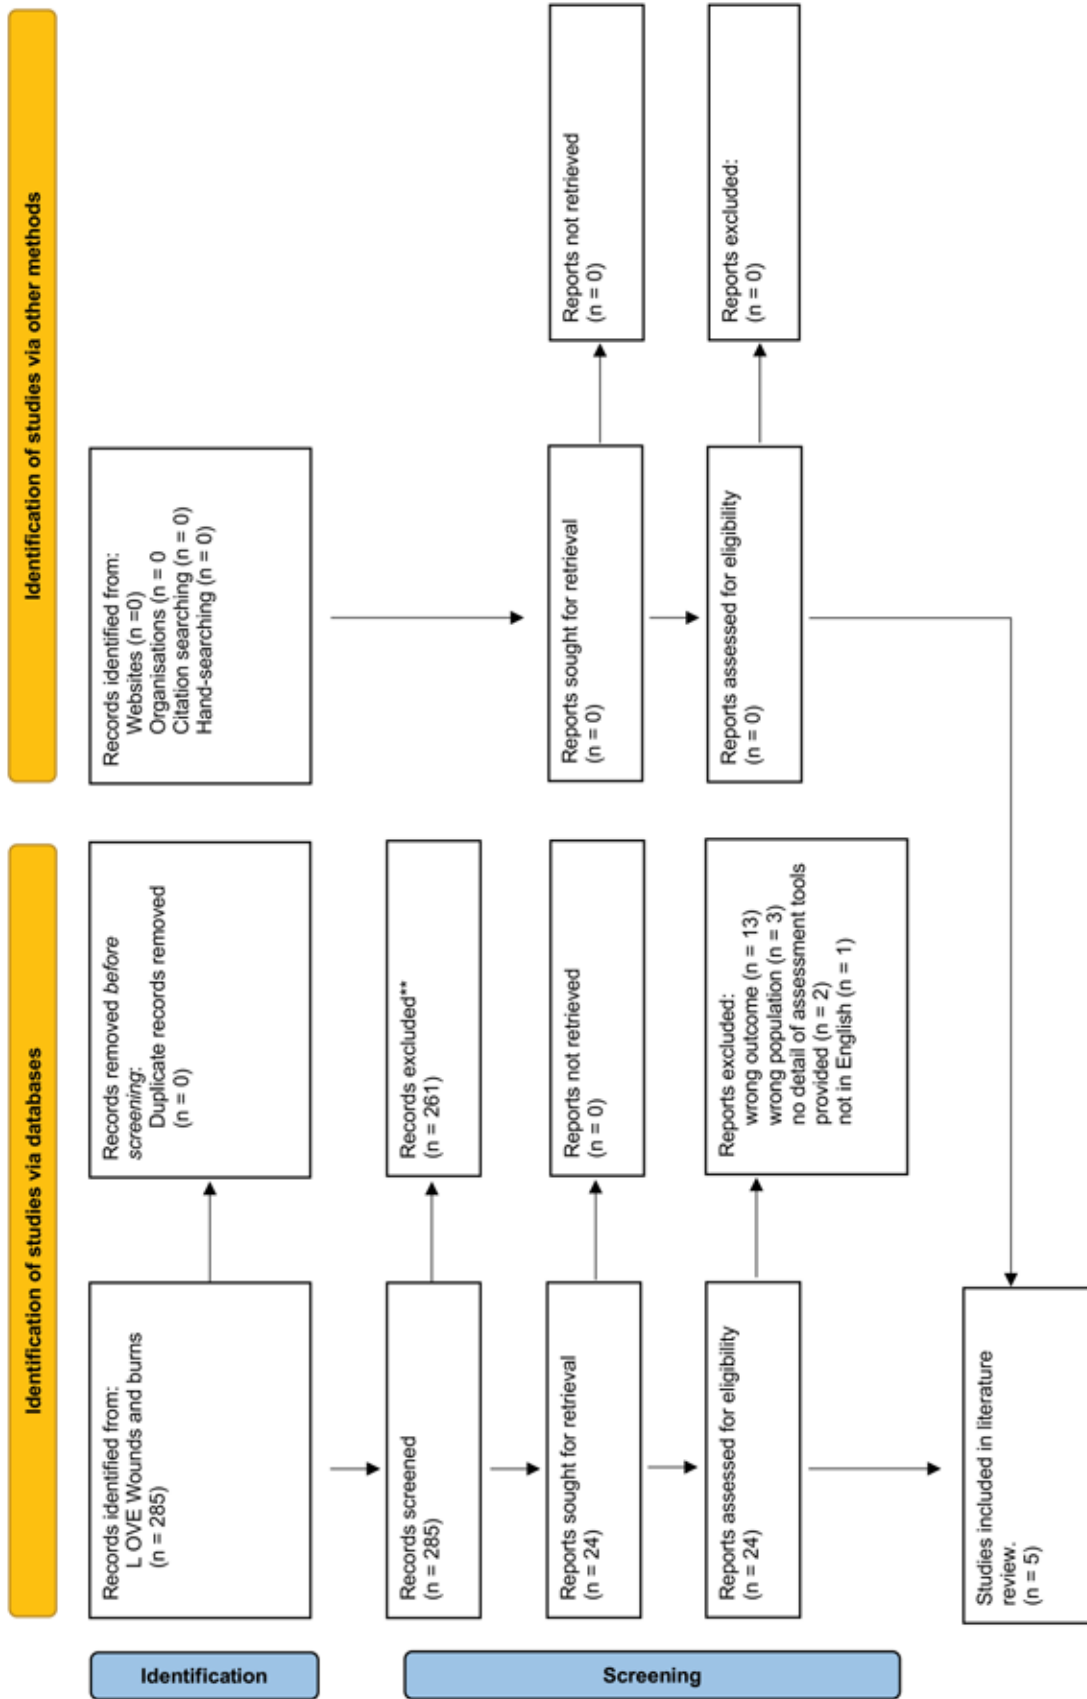 Identification of studies via databases
Identification of studies via other methods
Identification
Records identified from:
L OVE Wounds and burns
(n = 285)
Records removed before
screening:
Duplicate records removed
(n = 0)
Records identified from:
Websites (n =0)
Organisations (n = 0
Citation searching (n = 0)
Hand-searching (n = 0)
Screening
Records screened
(n = 285)
Records excluded**
(n = 261)
Reports sought for retrieval
(n = 24)
Reports not retrieved
(n = 0)
Reports sought for retrieval
(n = 0)
Reports not retrieved
(n = 0)
Reports assessed for eligibility
(n = 24)
Reports excluded:
wrong outcome (n = 13)
wrong population (n = 3)
no detail of assessment tools
provided (n = 2)
not in English (n = 1)
Reports assessed for eligibility
(n = 0)
Reports excluded:
(n = 0)
Studies included in literature
review.
(n = 5)